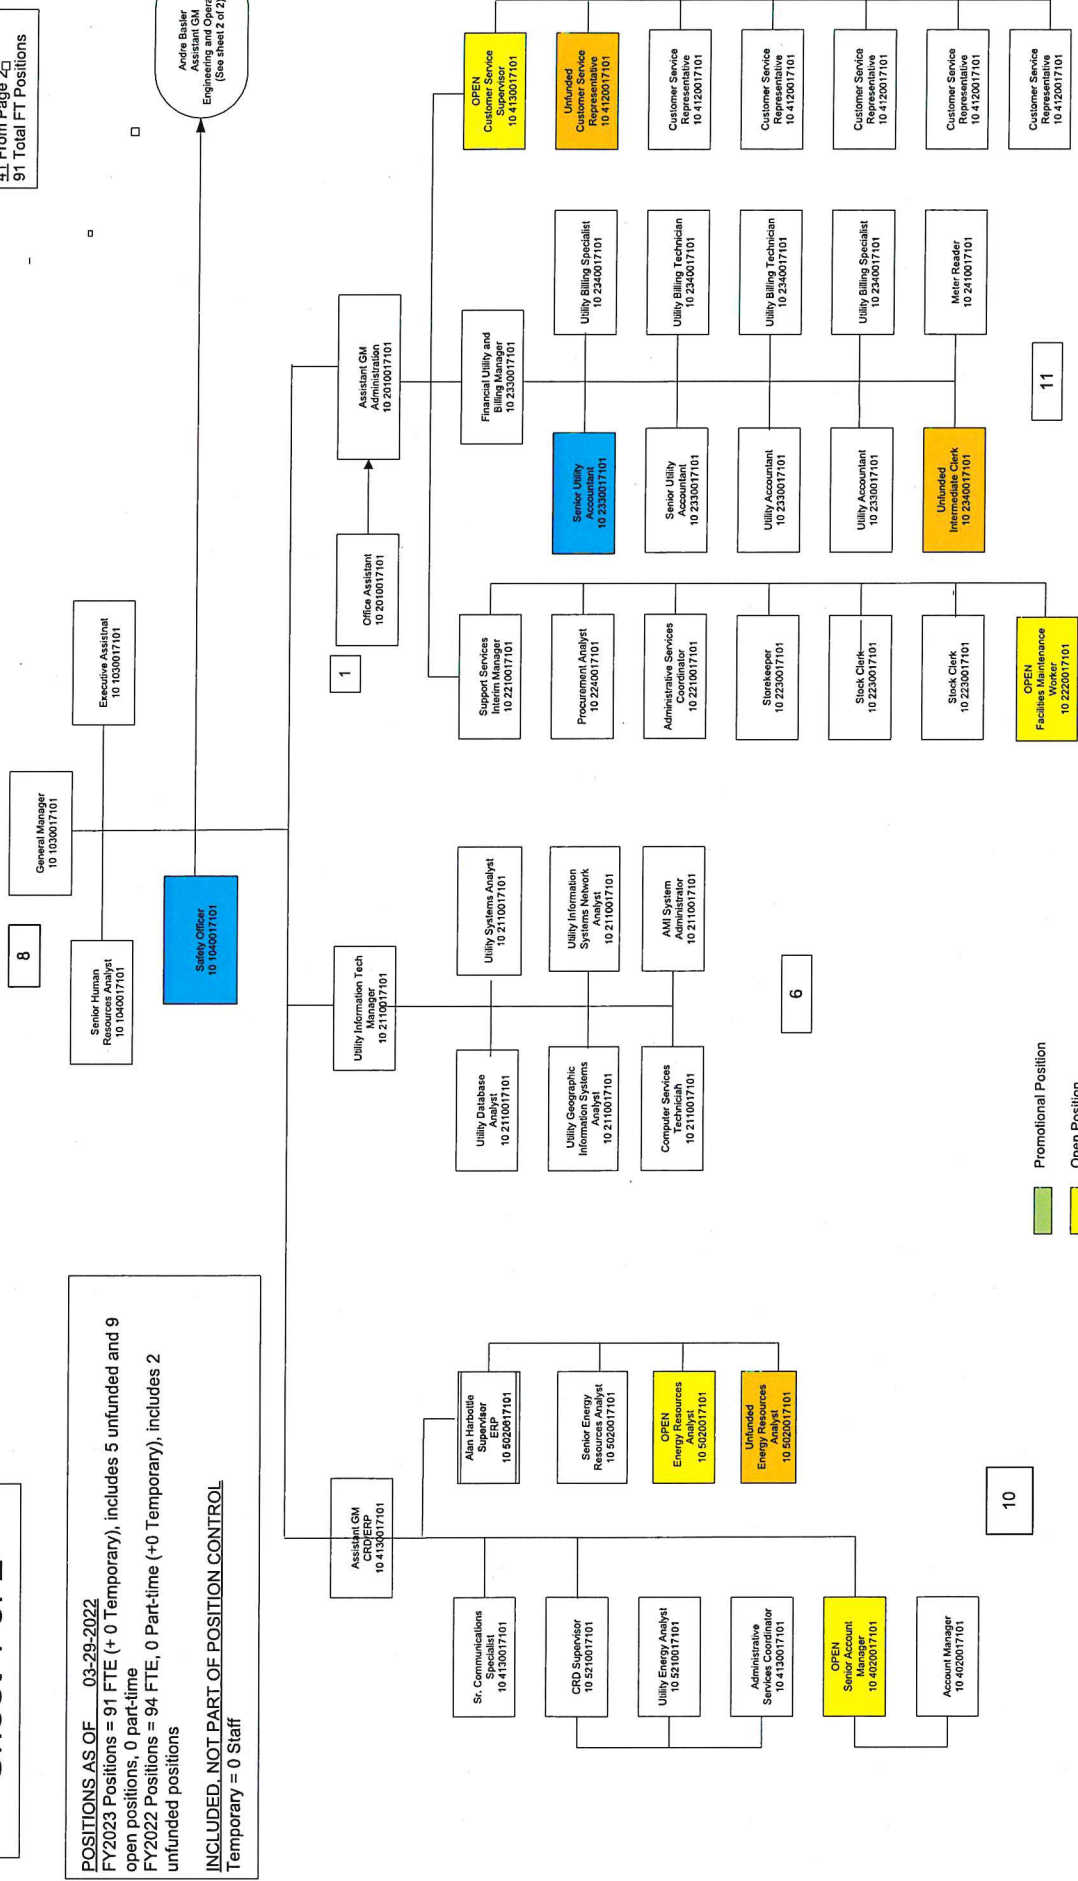 41 From Page 2
91 Total FT Positions
POSITIONS AS OF 03-29-2022
FY2023 Positions = 91 FTE (+ 0 Temporary), includes 5 unfunded and 9
open positions, 0 part-time
FY2022 Positions = 94 FTE, 0 Part-time (+0 Temporary), includes 2
unfunded positions
INCLUDED, NOT PART OF POSITION CONTROL
Temporary = 0 Staff
8
General Manager
10 1030017101
Senior Human
Resources Analyst
10 1040017101
Executive Assistnat
10 1030017101
Safety Officer
10 1040017101
Andre Basler
Assistant GM
Engineering and Opera
(See sheet 2 of 2)
Assistant GM
CRD/ERP
10 4130017101
Utility Information Tech
Manager
10 2110017101
1
Office Assistant
10 2010017101
Assistant GM
Administration
10 2010017101
Sr. Communications
Specialist
10 4130017101
CRD Supervisor
10 5210017101
Utility Energy Analyst
10 5210017101
Administrative
Services Coordinator
10 4130017101
OPEN
Senior Account
Manager
10 4020017101
Account Manager
10 4020017101
Alan Harbottle
Supervisor
ERP
10 5020617101
Senior Energy
Resources Analyst
10 5020017101
OPEN
Energy Resources
Analyst
10 5020017101
Unfunded
Energy Resources
Analyst
10 5020017101
10
Utility Database
Analyst
10 2110017101
Utility Systems Analyst
10 2110017101
Utility Geographic
Information Systems
Analyst
10 2110017101
Utility Information
Systems Network
Analyst
10 2110017101
Computer Services
Technician
10 2110017101
AMI System
Administrator
10 2110017101
6
Support Services
Interim Manager
10 2210017101
Procurement Analyst
10 2240017101
Administrative Services
Coordinator
10 2210017101
Storekeeper
10 2230017101
Stock Clerk
10 2230017101
Stock Clerk
10 2230017101
OPEN
Facilities Maintenance
Worker
10 2220017101
Financial Utility and
Billing Manager
10 2330017101
Senior Utility
Accountant
10 2330017101
Utility Billing Specialist
10 2340017101
Senior Utility
Accountant
10 2330017101
Utility Billing Technician
10 2340017101
Utility Accountant
10 2330017101
Utility Billing Technician
10 2340017101
Utility Accountant
10 2330017101
Utility Billing Specialist
10 2340017101
Unfunded
Intermediate Clerk
10 2340017101
Meter Reader
10 2410017101
11
OPEN
Customer Service
Supervisor
10 4130017101
Unfunded
Customer Service
Representative
10 4120017101
Customer Service
Representative
10 4120017101
Customer Service
Representative
10 4120017101
Customer Service
Representative
10 4120017101
Customer Service
Representative
10 4120017101
Customer Service
Representative
10 4120017101
Promotional Position
Open Position